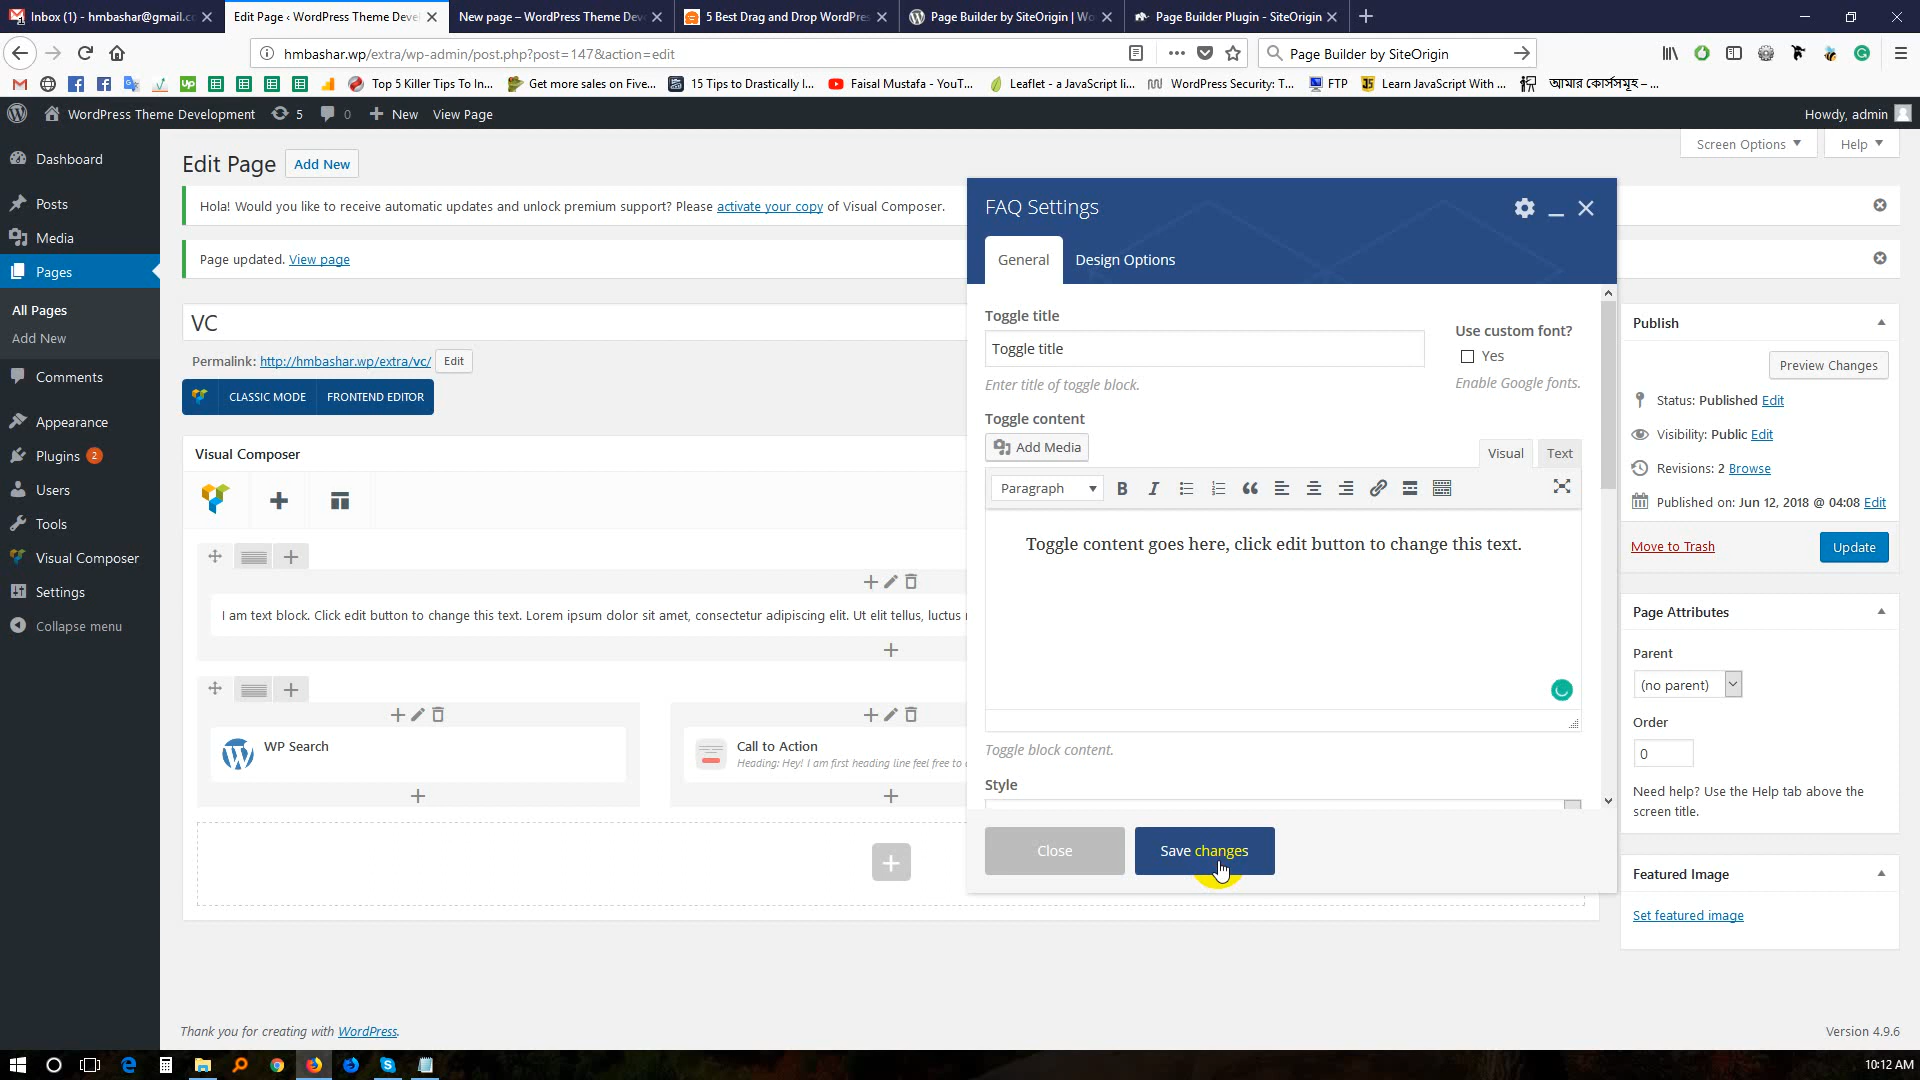 Inbox (1) - hmbashar@gmail.c
Edit Page ‹ WordPress Theme Devel
New page – WordPress Theme Dev
5 Best Drag and Drop WordPres
Page Builder by SiteOrigin | Wo
Page Builder Plugin - SiteOrigin
hmbashar.wp/extra/wp-admin/post.php?post=147&action=edit
Page Builder by SiteOrigin
Top 5 Killer Tips To In...
Get more sales on Five...
15 Tips to Drastically I...
Faisal Mustafa - YouT...
Leaflet - a JavaScript li...
WordPress Security: T...
FTP
Learn JavaScript With ...
আমার কোর্সসমূহ – ...
WordPress Theme Development
5
0
New
View Page
Howdy, admin
Dashboard
Posts
Media
Pages
All Pages
Add New
Comments
Appearance
Plugins 2
Users
Tools
Visual Composer
Settings
Collapse menu
Edit Page
Add New
Screen Options
Help
Hola! Would you like to receive automatic updates and unlock premium support? Please activate your copy of Visual Composer.
Page updated. View page
VC
Permalink: http://hmbashar.wp/extra/vc/ Edit
CLASSIC MODE
FRONTEND EDITOR
Visual Composer
I am text block. Click edit button to change this text. Lorem ipsum dolor sit amet, consectetur adipiscing elit. Ut elit tellus, luctus
WP Search
Call to Action
Heading: Hey! I am first heading line feel free to
FAQ Settings
General
Design Options
Toggle title
Toggle title
Enter title of toggle block.
Use custom font?
Yes
Enable Google fonts.
Toggle content
Add Media
Visual
Text
Paragraph
B I
Toggle content goes here, click edit button to change this text.
Toggle block content.
Style
Close
Save changes
Publish
Preview Changes
Status: Published Edit
Visibility: Public Edit
Revisions: 2 Browse
Published on: Jun 12, 2018 @ 04:08 Edit
Move to Trash
Update
Page Attributes
Parent
(no parent)
Order
0
Need help? Use the Help tab above the
screen title.
Featured Image
Set featured image
Thank you for creating with WordPress.
Version 4.9.6
10:12 AM